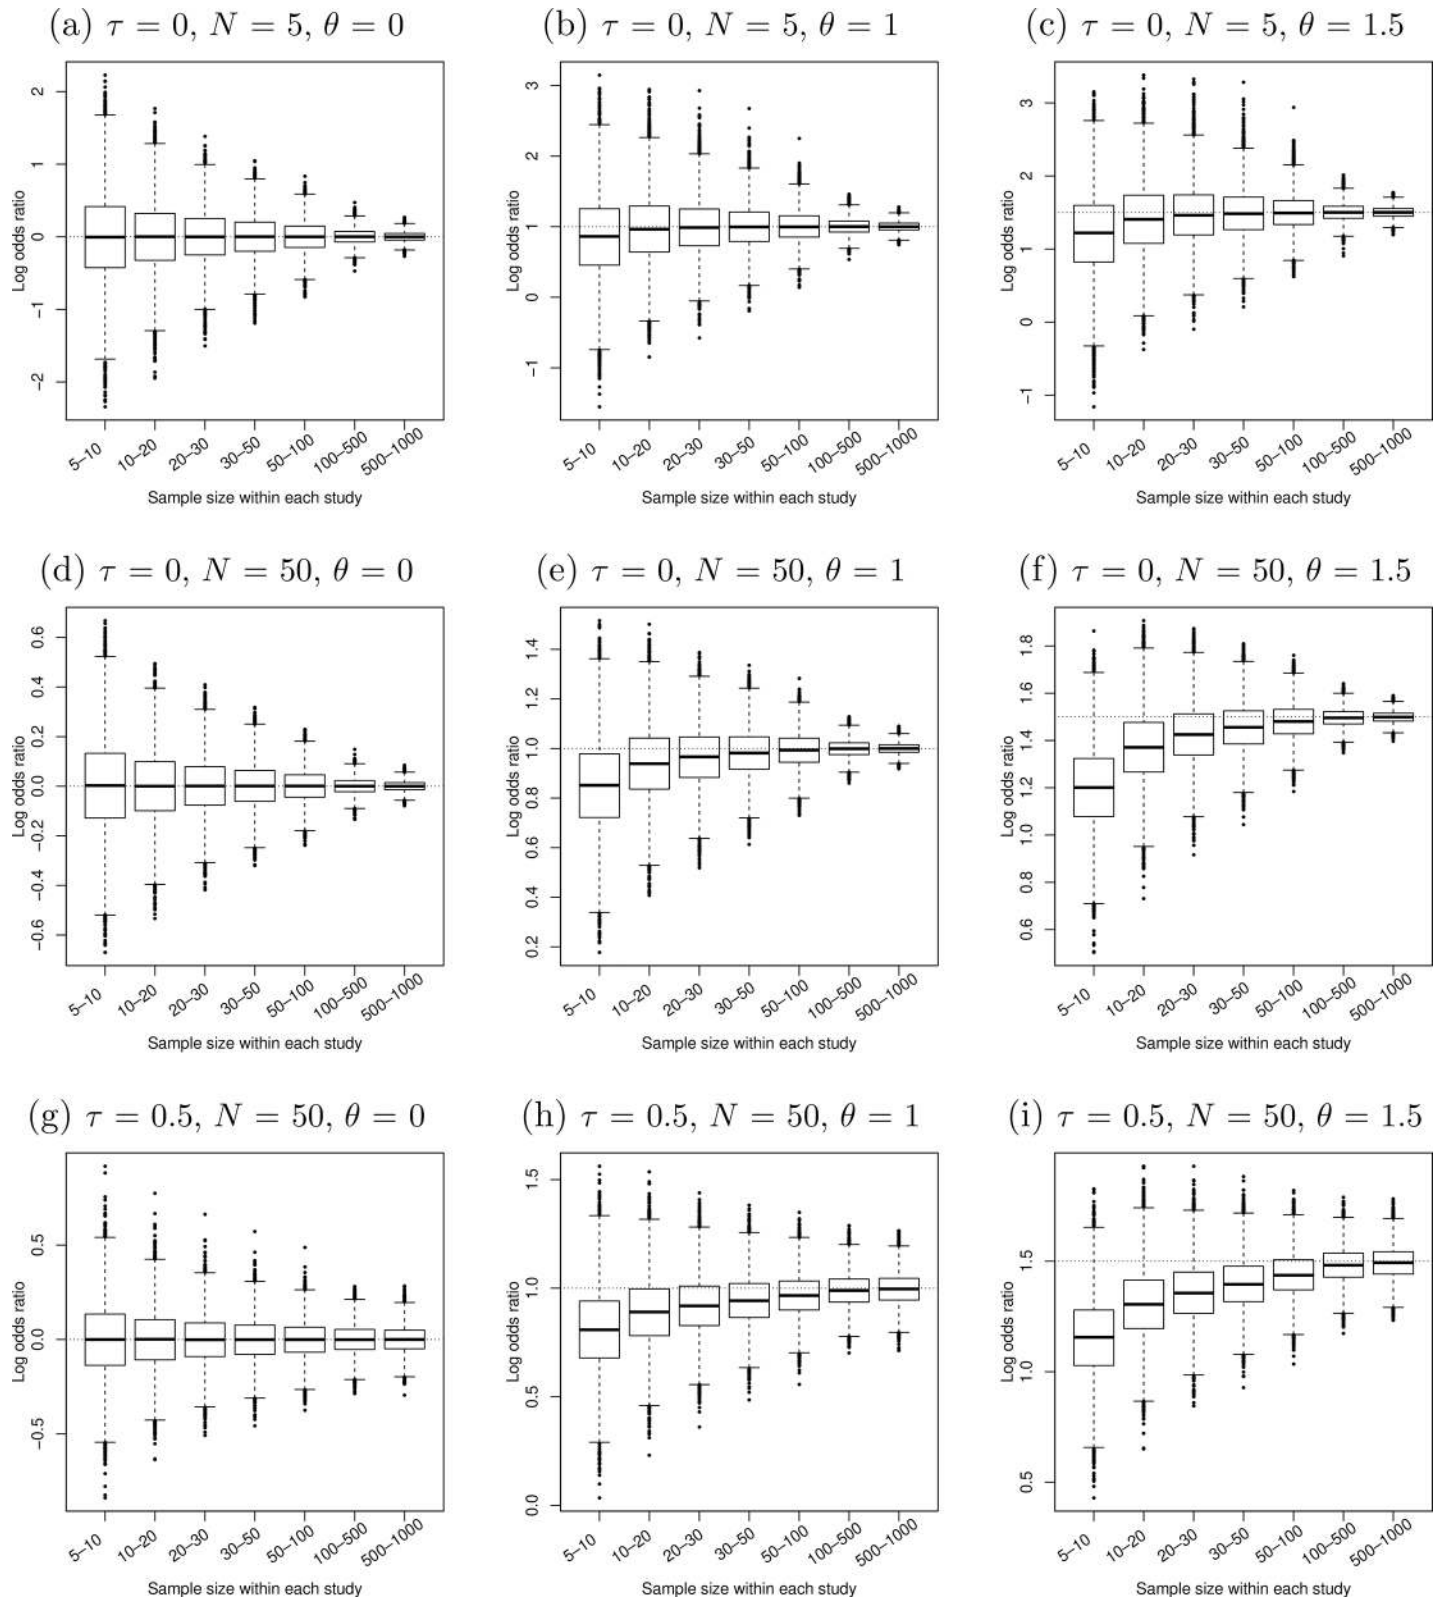 (a) τ = 0, N = 5, θ = 0
Log odds ratio
2
1
0
−1
−2
5−10 10−20 20−30 30−50 50−100 100−500 500−1000
Sample size within each study
(b) τ = 0, N = 5, θ = 1
Log odds ratio
3
2
1
0
−1
5−10 10−20 20−30 30−50 50−100 100−500 500−1000
Sample size within each study
(c) τ = 0, N = 5, θ = 1.5
Log odds ratio
3
2
1
0
−1
5−10 10−20 20−30 30−50 50−100 100−500 500−1000
Sample size within each study
(d) τ = 0, N = 50, θ = 0
Log odds ratio
0.6
0.4
0.2
0.0
−0.2
−0.4
−0.6
5−10 10−20 20−30 30−50 50−100 100−500 500−1000
Sample size within each study
(e) τ = 0, N = 50, θ = 1
Log odds ratio
1.4
1.2
1.0
0.8
0.6
0.4
0.2
5−10 10−20 20−30 30−50 50−100 100−500 500−1000
Sample size within each study
(f) τ = 0, N = 50, θ = 1.5
Log odds ratio
1.8
1.6
1.4
1.2
1.0
0.8
0.6
5−10 10−20 20−30 30−50 50−100 100−500 500−1000
Sample size within each study
(g) τ = 0.5, N = 50, θ = 0
Log odds ratio
0.5
0.0
−0.5
5−10 10−20 20−30 30−50 50−100 100−500 500−1000
Sample size within each study
(h) τ = 0.5, N = 50, θ = 1
Log odds ratio
1.5
1.0
0.5
0.0
5−10 10−20 20−30 30−50 50−100 100−500 500−1000
Sample size within each study
(i) τ = 0.5, N = 50, θ = 1.5
Log odds ratio
1.5
1.0
0.5
5−10 10−20 20−30 30−50 50−100 100−500 500−1000
Sample size within each study